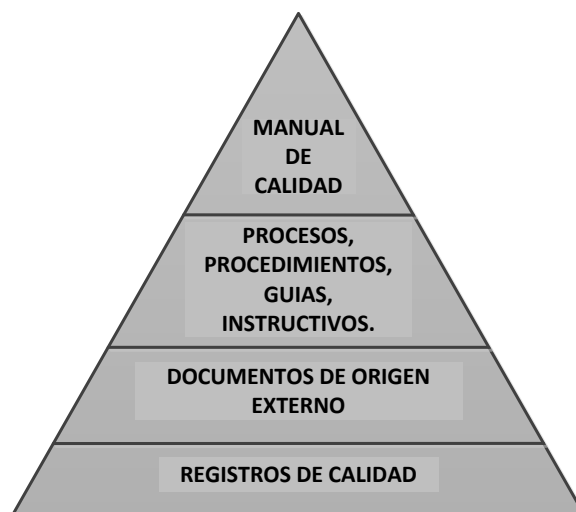 MANUAL
DE
CALIDAD
PROCESOS,
PROCEDIMIENTOS,
GUIAS,
INSTRUCTIVOS.
DOCUMENTOS DE ORIGEN
EXTERNO
REGISTROS DE CALIDAD